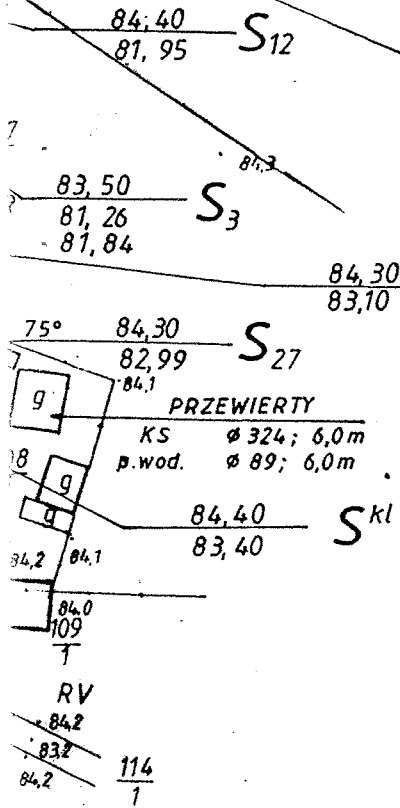 84,40
81,95
S12
84,3
83,50
81,26
81,84
S3
84,30
83,10
75°
84,30
82,99
S27
84,1
g
PRZEWIERTY
KS ø 324; 6,0m
p.wod. ø 89; 6,0m
g
g
84,40
83,40
Skl
84,2
84,1
84,0
109
1
RV
84,2
83,2
84,2
114
1